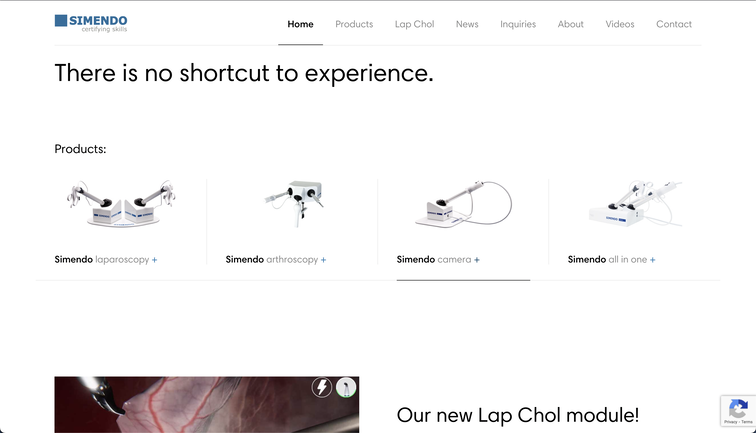 SIMENDO
certifying skills
Home Products Lap Chol News Inquiries About Videos Contact
There is no shortcut to experience.
Products:
Simendo laparoscopy + Simendo arthroscopy + Simendo camera + Simendo all in one +
Our new Lap Chol module!
Privacy - Terms